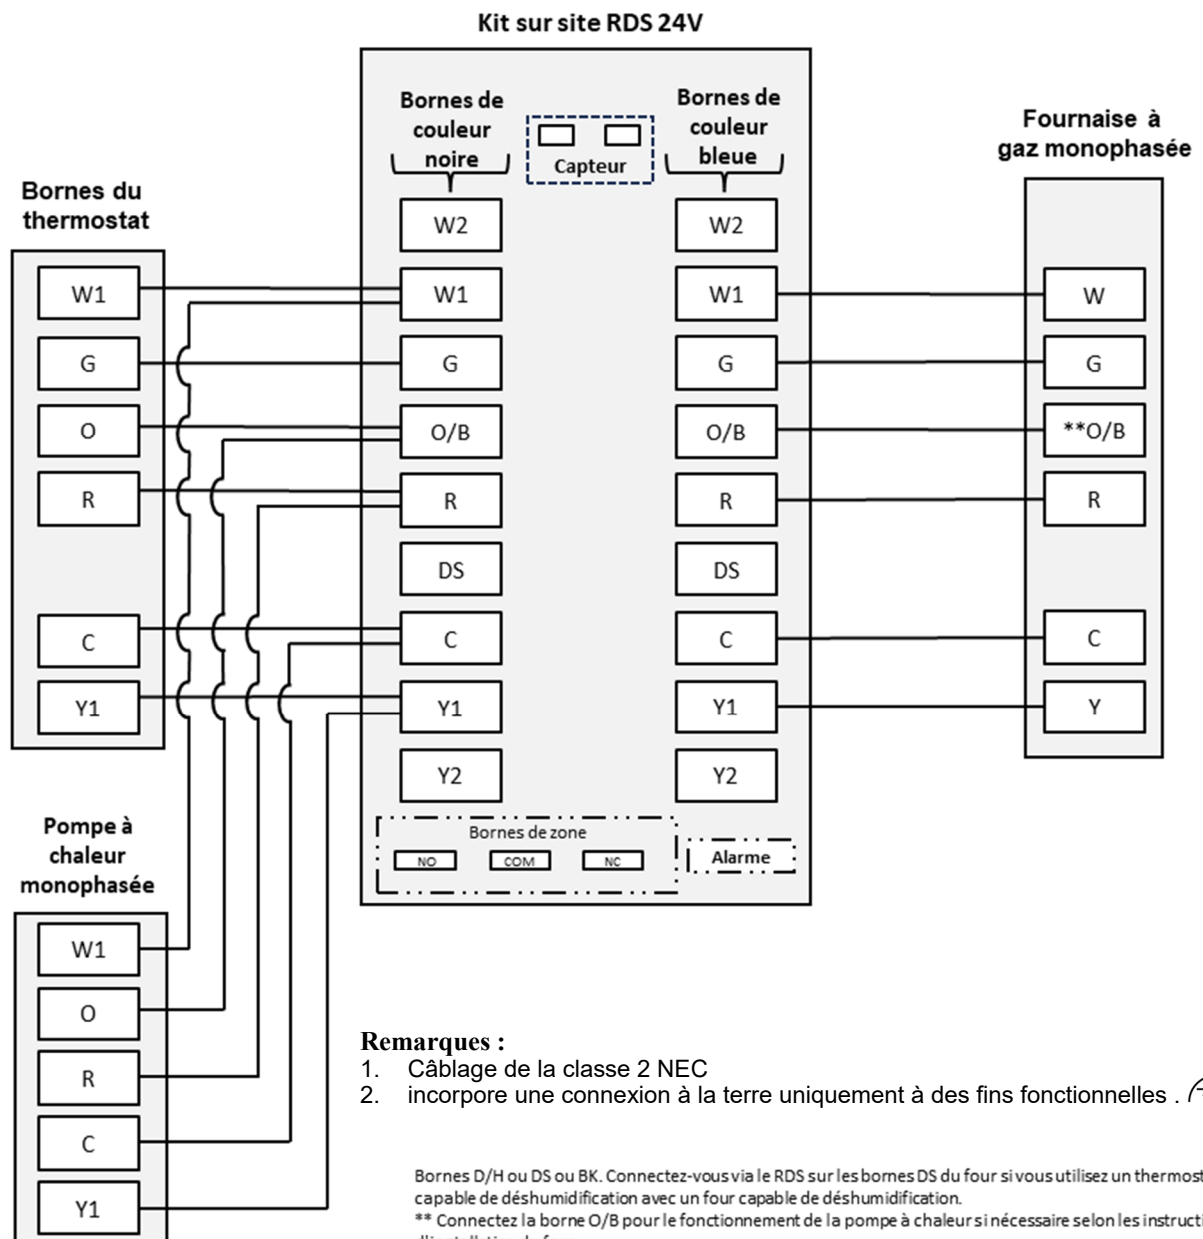 Kit sur site RDS 24V
Bornes de
couleur
noire
Capteur
Bornes de
couleur
bleue
Fournaise à
gaz monophasée
Bornes du
thermostat
W1
G
O
R
C
Y1
W2
W1
G
O/B
R
DS
C
Y1
Y2
W2
W1
G
O/B
R
DS
C
Y1
Y2
W
G
**O/B
R
C
Y
Bornes de zone
NO
COM
NC
Alarme
Pompe à
chaleur
monophasée
W1
O
R
C
Y1
Remarques :
1. Câblage de la classe 2 NEC
2. incorpore une connexion à la terre uniquement à des fins fonctionnelles .
Bornes D/H ou DS ou BK. Connectez-vous via le RDS sur les bornes DS du four si vous utilisez un thermost
capable de déshumidification avec un four capable de déshumidification.
** Connectez la borne O/B pour le fonctionnement de la pompe à chaleur si nécessaire selon les instructi